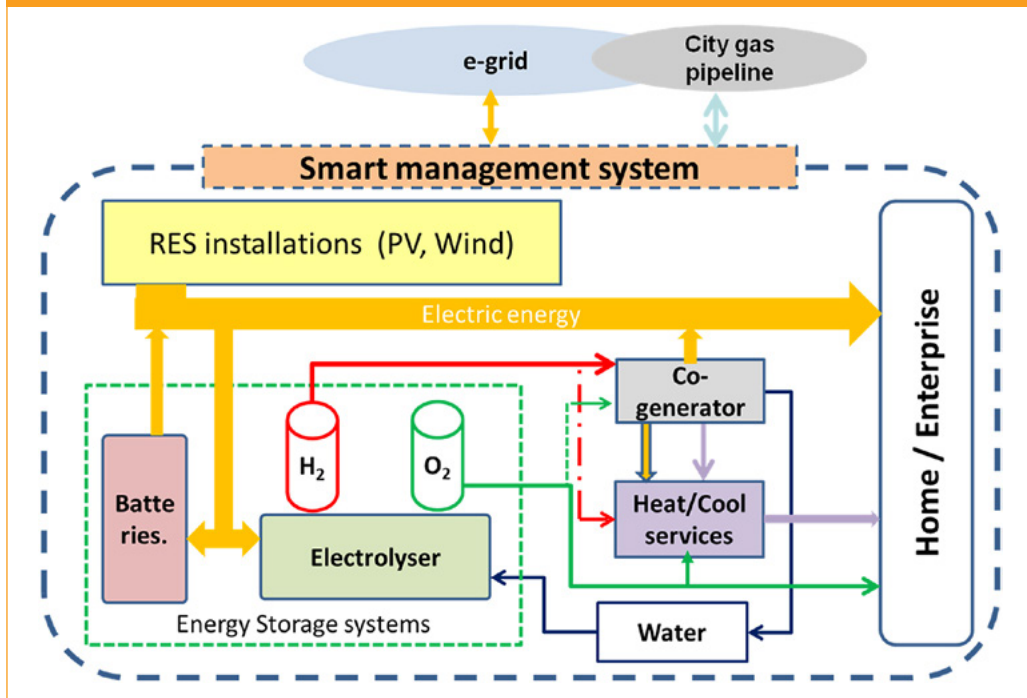 e-grid
City gas
pipeline
Smart management system
RES installations (PV, Wind)
Electric energy
Co-
generator
H₂
O₂
Batte
ries.
Heat/Cool
services
Electrolyser
Energy Storage systems
Water
Home / Enterprise